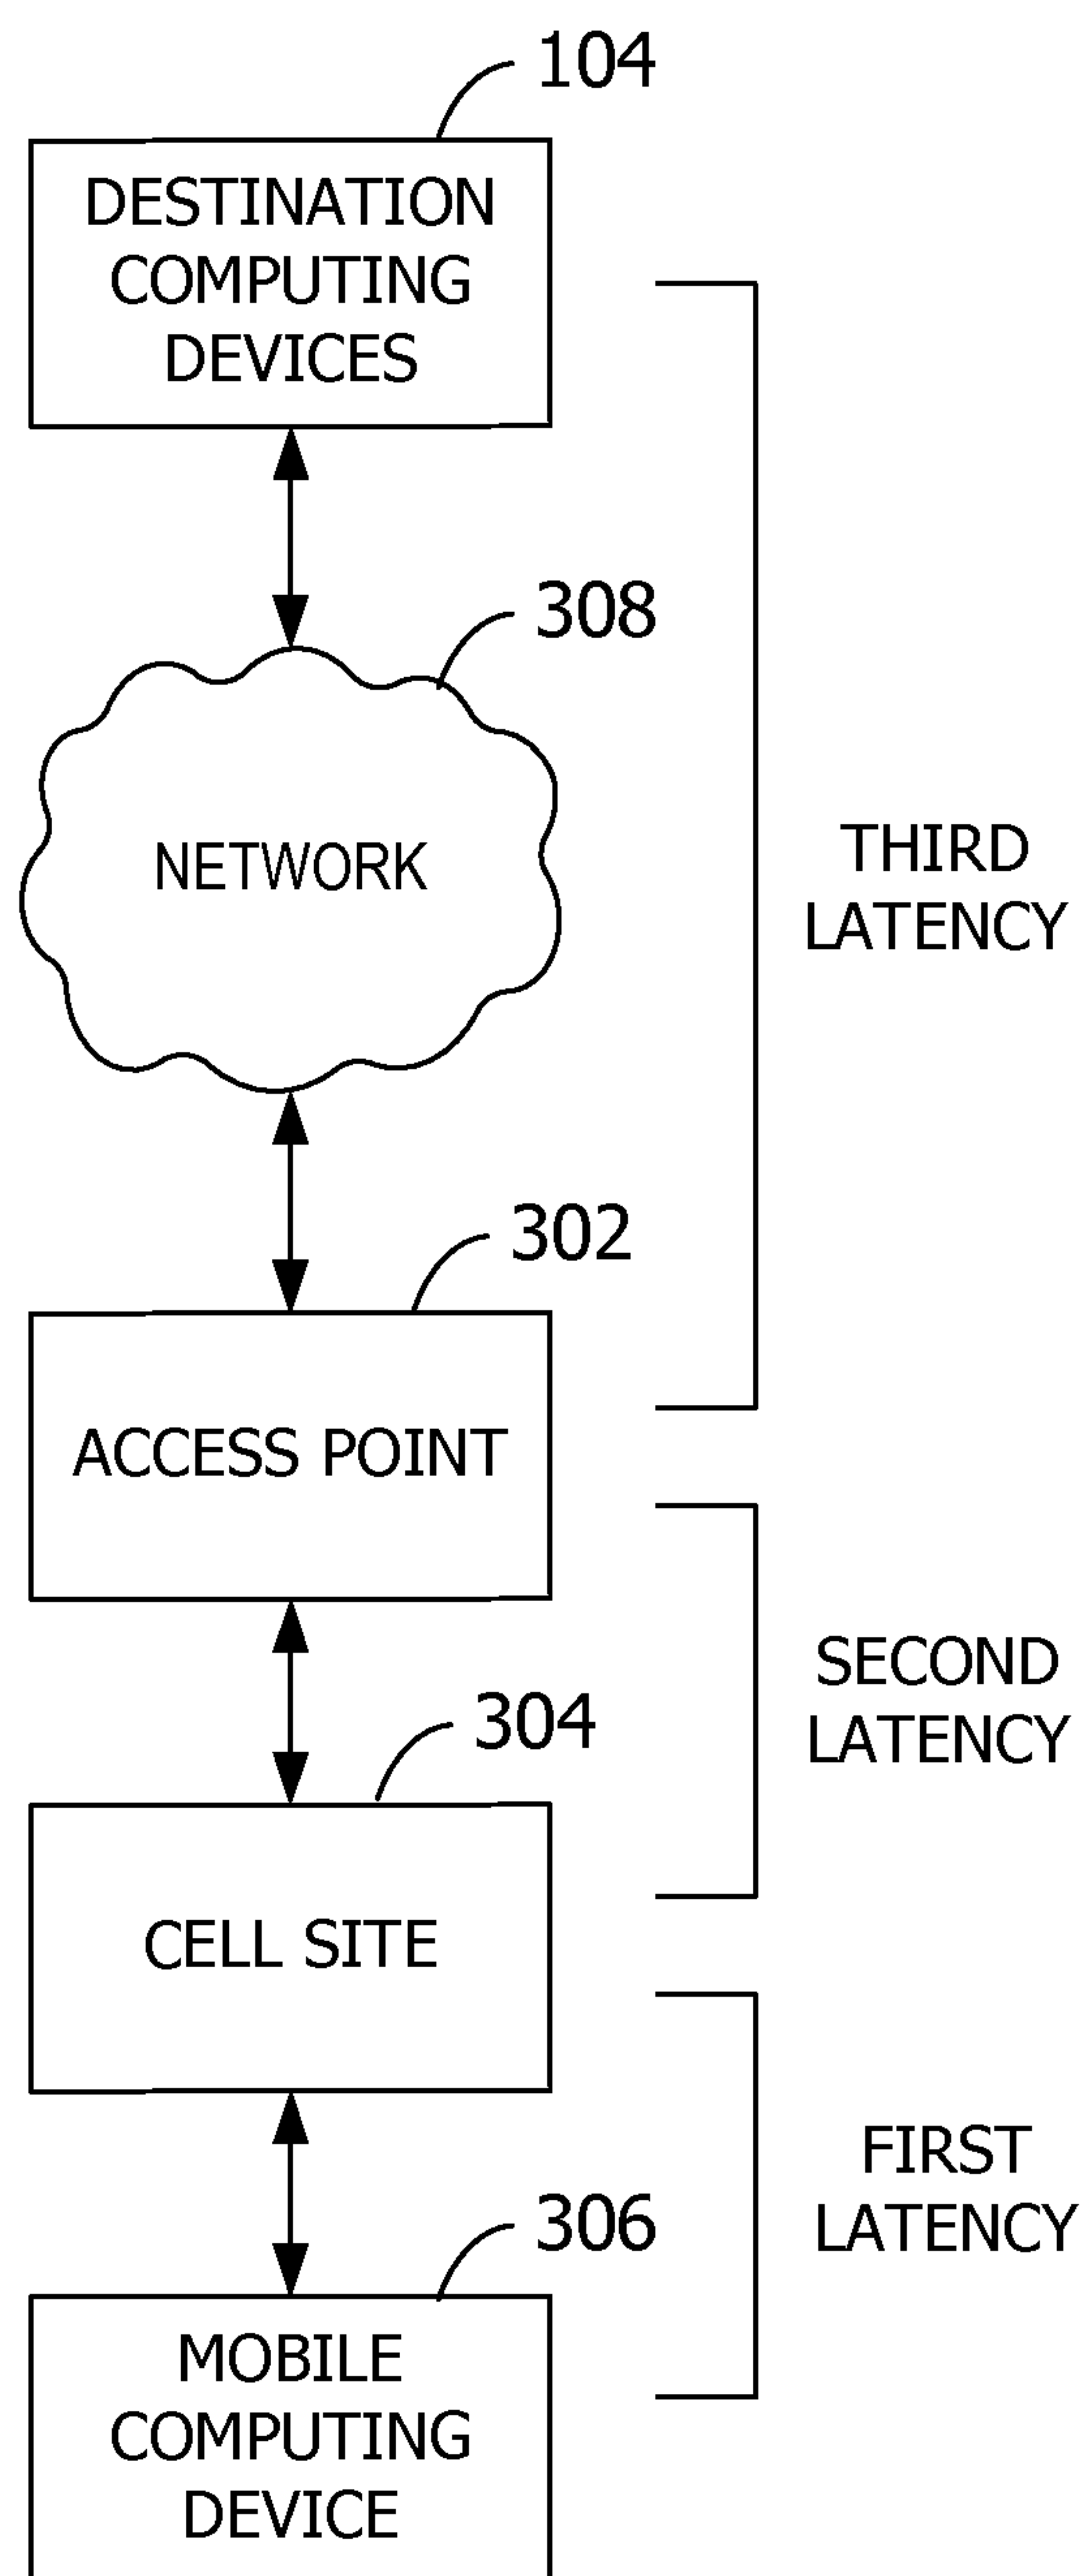 104
DESTINATION
COMPUTING
DEVICES
308
NETWORK
THIRD
LATENCY
302
ACCESS POINT
SECOND
LATENCY
304
CELL SITE
FIRST
LATENCY
306
MOBILE
COMPUTING
DEVICE